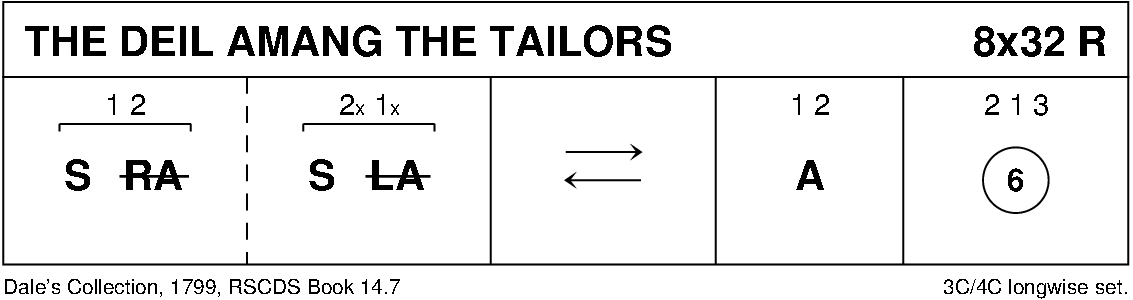 THE DEIL AMANG THE TAILORS 8x32 R
1 2 2x 1x 1 2 2 1 3
S RA S LA A 6
Dale's Collection, 1799, RSCDS Book 14.7 3C/4C longwise set.